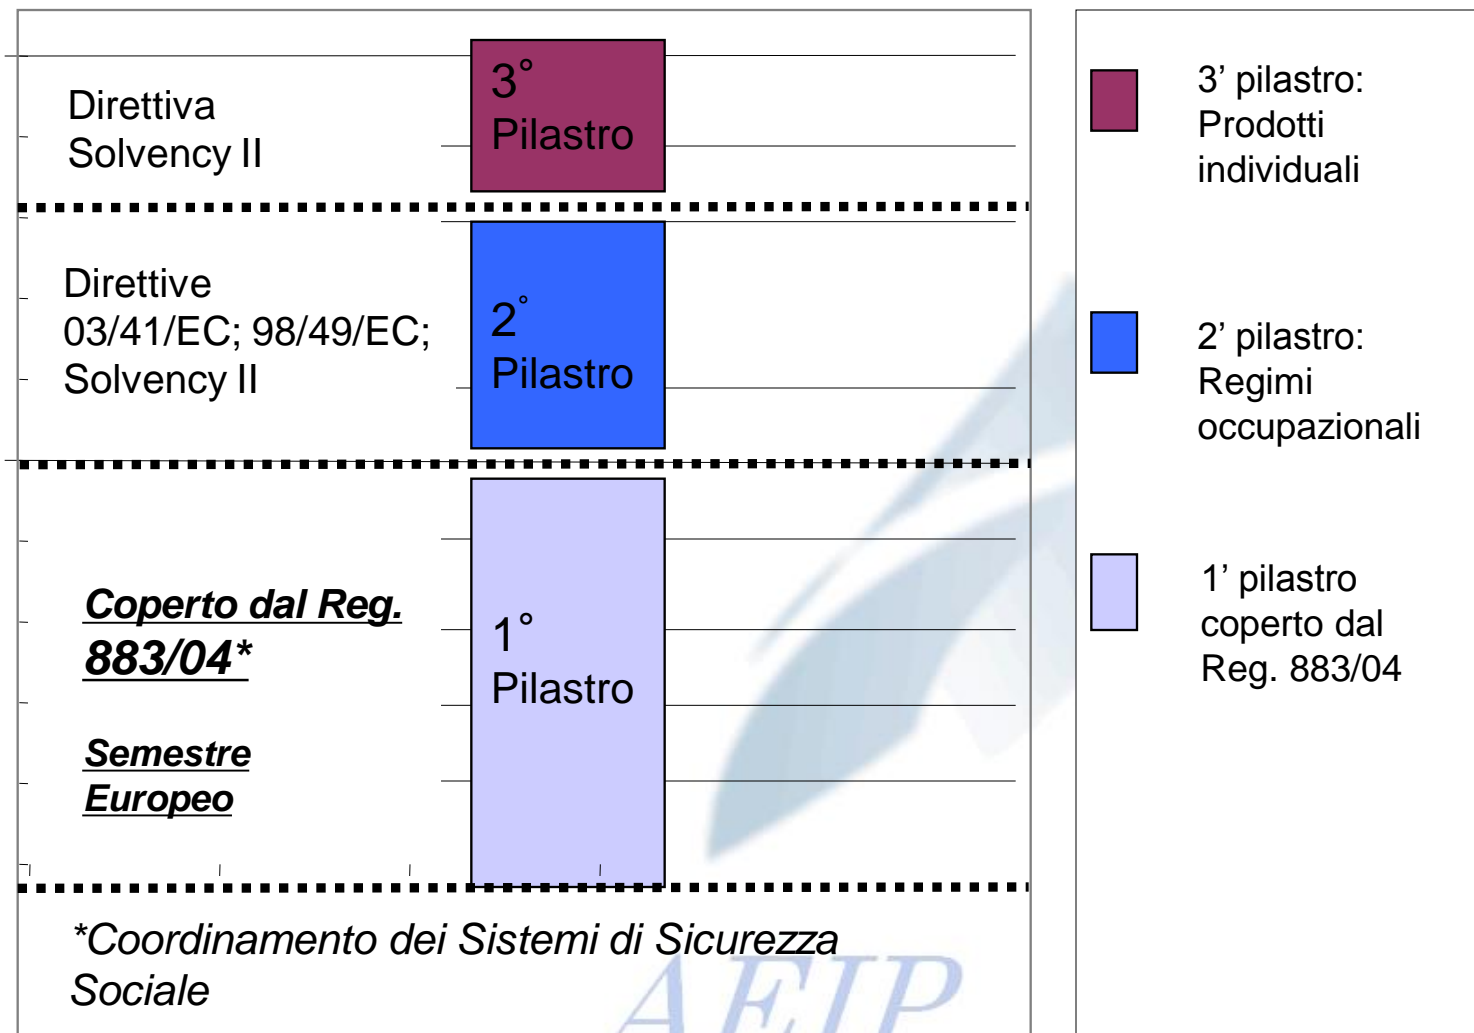 Direttiva
Solvency II
3°
Pilastro
Direttive
03/41/EC; 98/49/EC;
Solvency II
2°
Pilastro
Coperto dal Reg.
883/04*
Semestre
Europeo
1°
Pilastro
*Coordinamento dei Sistemi di Sicurezza
Sociale
AEIP
3’ pilastro:
Prodotti
individuali
2’ pilastro:
Regimi
occupazionali
1’ pilastro
coperto dal
Reg. 883/04